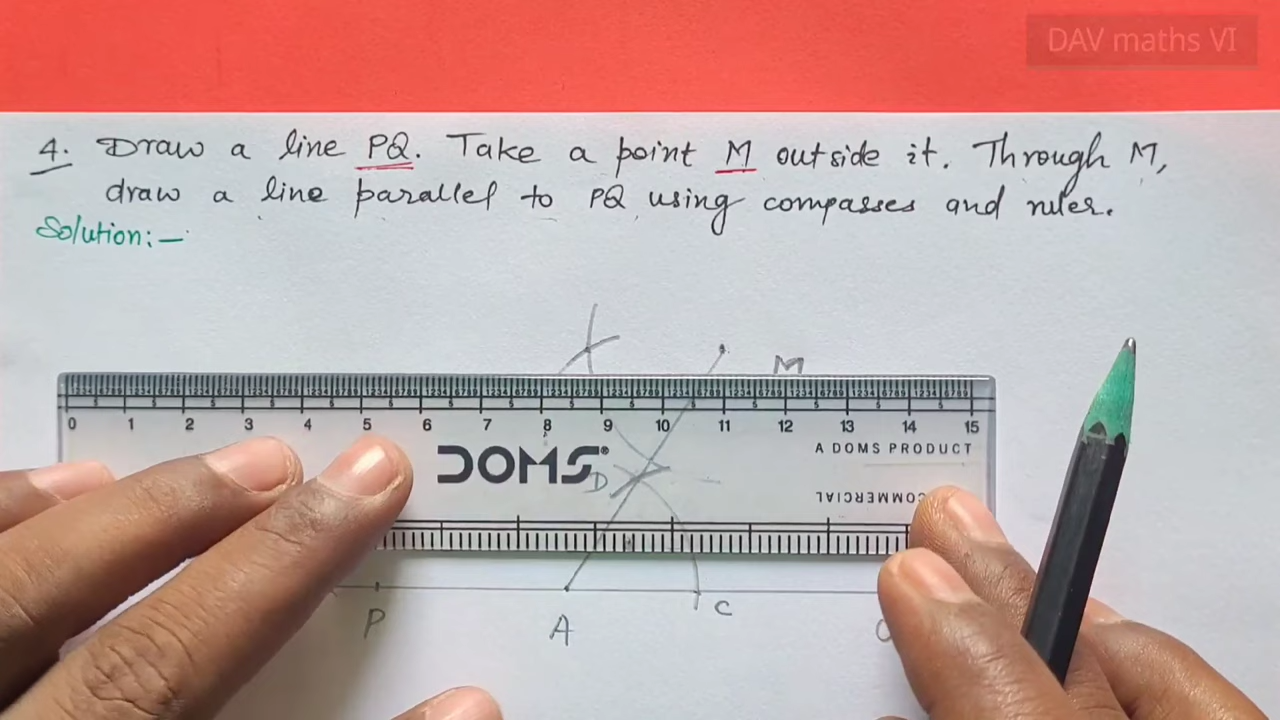 DAV maths VI
4. Draw a line PQ. Take a point M outside it. Through M,
draw a line parallel to PQ using compasses and ruler.
Solution:-
M
0 1 2 3 4 5 6 7 8 9 10 11 12 13 14 15
DOMS®
A DOMS PRODUCT
COMMERCIAL
D
P A C